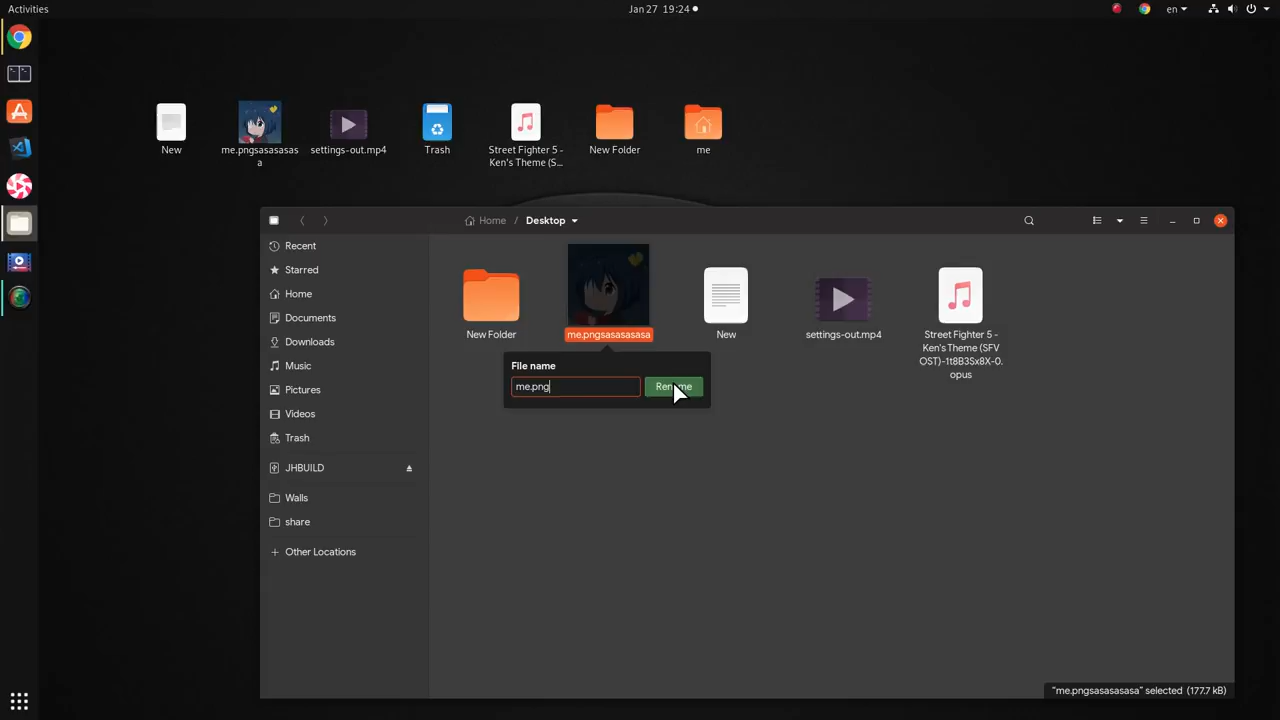 Activities
Jan 27 19:24
en
New
me.pngsasasasas
a
settings-out.mp4
Trash
Street Fighter 5 -
Ken's Theme (S...
New Folder
me
Home / Desktop
Recent
Starred
Home
Documents
Downloads
Music
Pictures
Videos
Trash
JHBUILD
Walls
share
+ Other Locations
New Folder
me.pngsasasasasa
New
settings-out.mp4
Street Fighter 5 -
Ken's Theme (SFV
OST)-1t8B3Sx8X-0.
opus
File name
me.png
Rename
"me.pngsasasasasa" selected (177.7 kB)